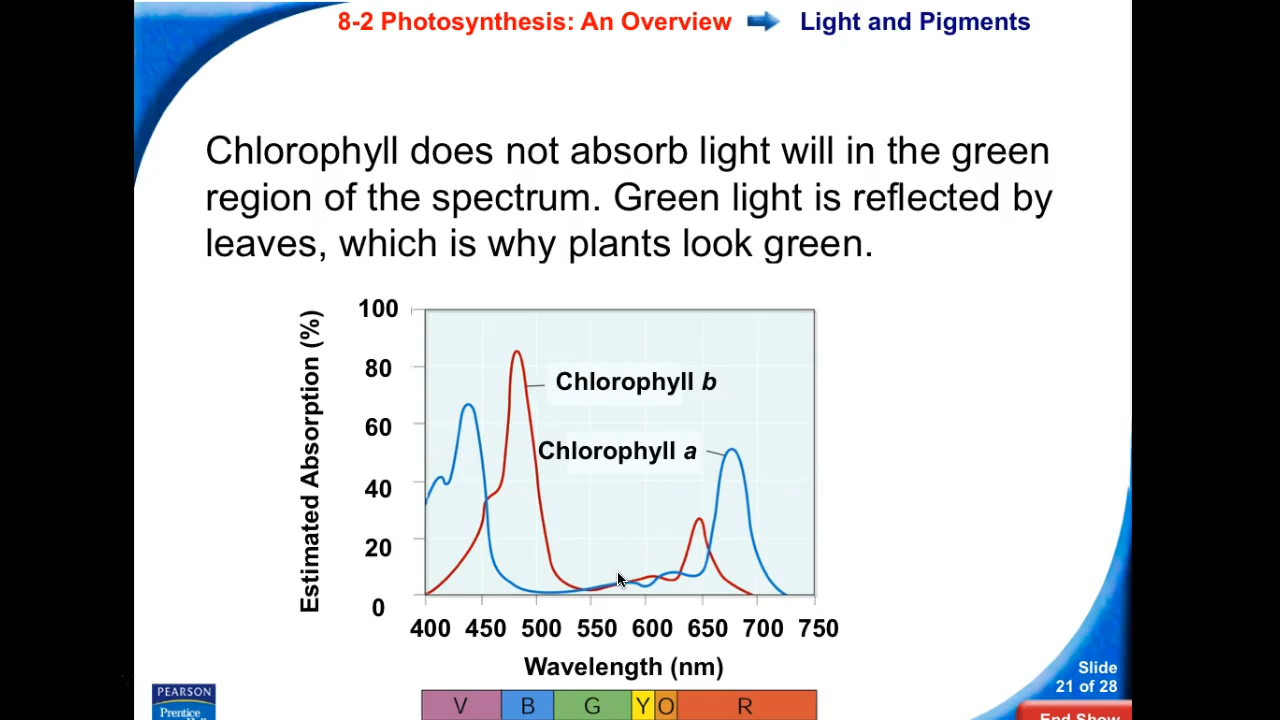 8-2 Photosynthesis: An Overview Light and Pigments
Chlorophyll does not absorb light will in the green
region of the spectrum. Green light is reflected by
leaves, which is why plants look green.
Estimated Absorption (%)
100
80
60
40
20
0
Chlorophyll b
Chlorophyll a
400 450 500 550 600 650 700 750
Wavelength (nm)
V B G Y O R
PEARSON
Prentice
Slide
21 of 28
End Show